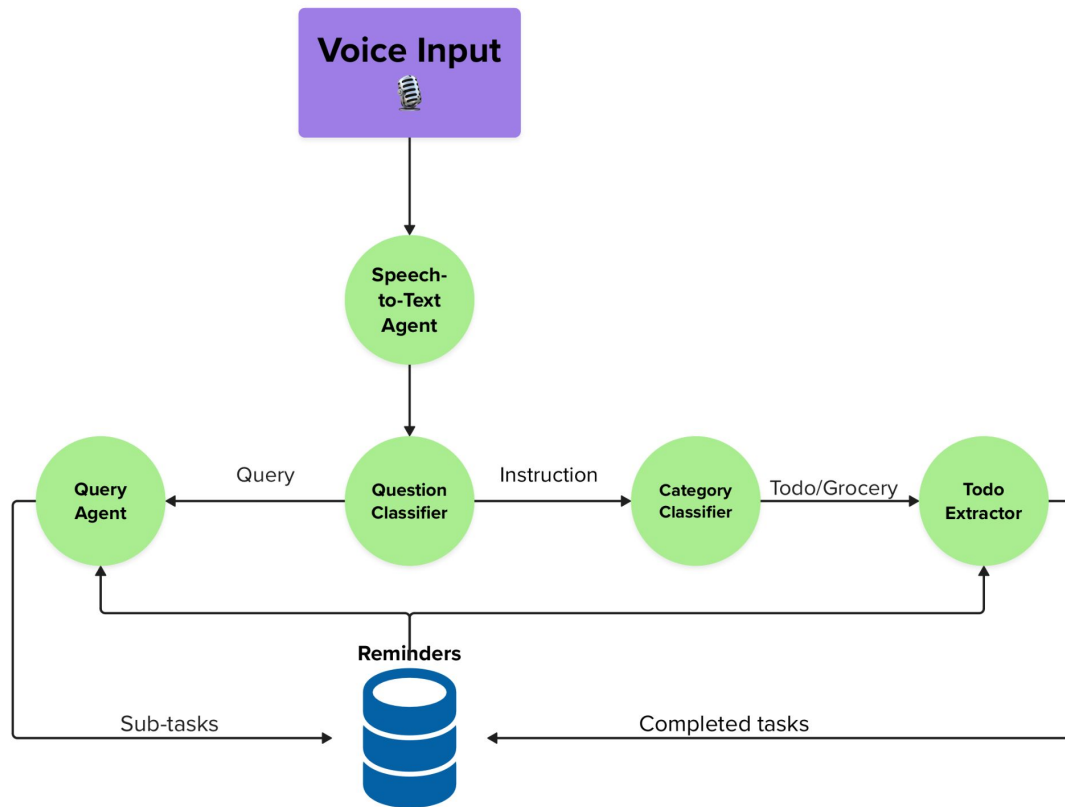 Voice Input
Speech-
to-Text
Agent
Query
Agent
Query
Question
Classifier
Instruction
Category
Classifier
Todo/Grocery
Todo
Extractor
Reminders
Sub-tasks
Completed tasks